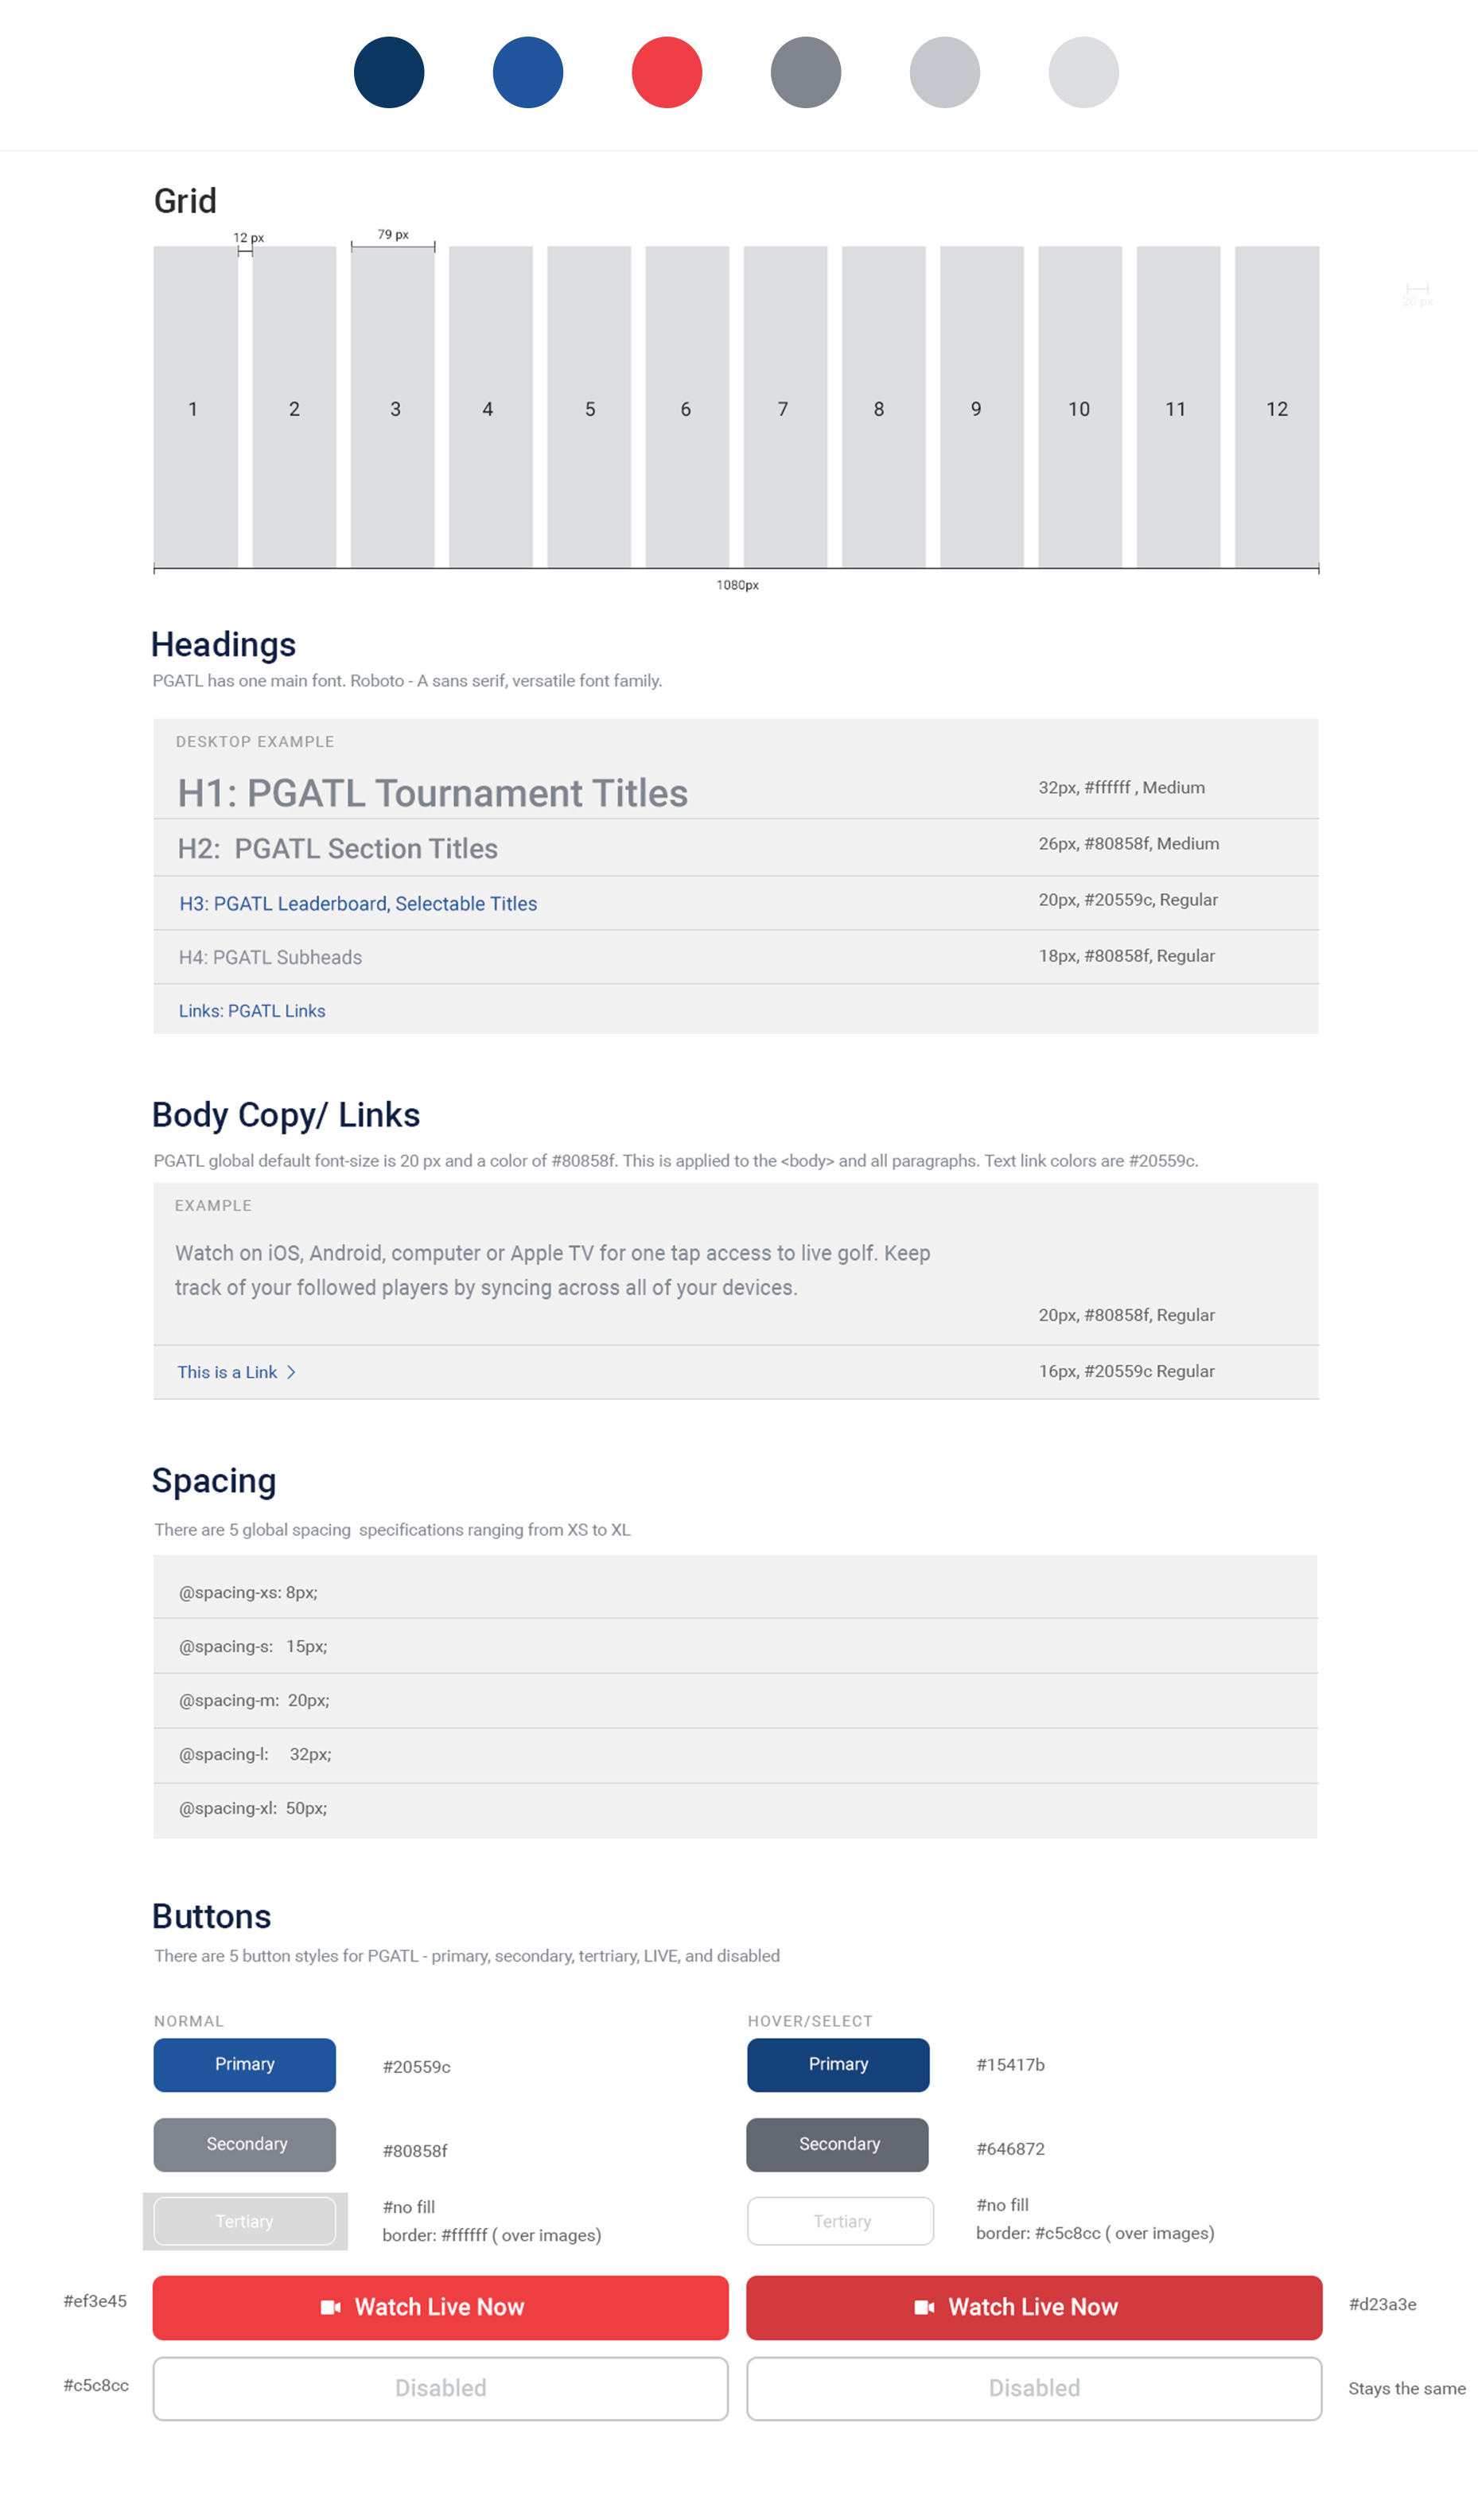 Grid
12 px
79 px
20 px
1
2
3
4
5
6
7
8
9
10
11
12
1080px
Headings
PGATL has one main font. Roboto - A sans serif, versatile font family.
DESKTOP EXAMPLE
H1: PGATL Tournament Titles
32px, #ffffff , Medium
H2:  PGATL Section Titles
26px, #80858f, Medium
H3: PGATL Leaderboard, Selectable Titles
20px, #20559c, Regular
H4: PGATL Subheads
18px, #80858f, Regular
Links: PGATL Links
Body Copy/ Links
PGATL global default font-size is 20 px and a color of #80858f. This is applied to the <body> and all paragraphs. Text link colors are #20559c.
EXAMPLE
Watch on iOS, Android, computer or Apple TV for one tap access to live golf. Keep
track of your followed players by syncing across all of your devices.
20px, #80858f, Regular
This is a Link >
16px, #20559c Regular
Spacing
There are 5 global spacing  specifications ranging from XS to XL
@spacing-xs: 8px;
@spacing-s:   15px;
@spacing-m:  20px;
@spacing-l:     32px;
@spacing-xl:  50px;
Buttons
There are 5 button styles for PGATL - primary, secondary, tertriary, LIVE, and disabled
NORMAL
HOVER/SELECT
Primary
#20559c
Primary
#15417b
Secondary
#80858f
Secondary
#646872
Tertiary
#no fill
border: #ffffff ( over images)
Tertiary
#no fill
border: #c5c8cc ( over images)
#ef3e45
Watch Live Now
Watch Live Now
#d23a3e
#c5c8cc
Disabled
Disabled
Stays the same